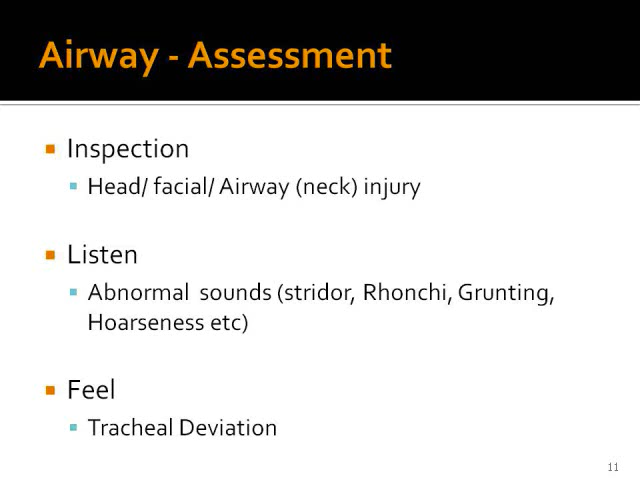 Airway - Assessment
Inspection
Head/ facial/ Airway (neck) injury
Listen
Abnormal  sounds (stridor, Rhonchi, Grunting,
Hoarseness etc)
Feel
Tracheal Deviation
11